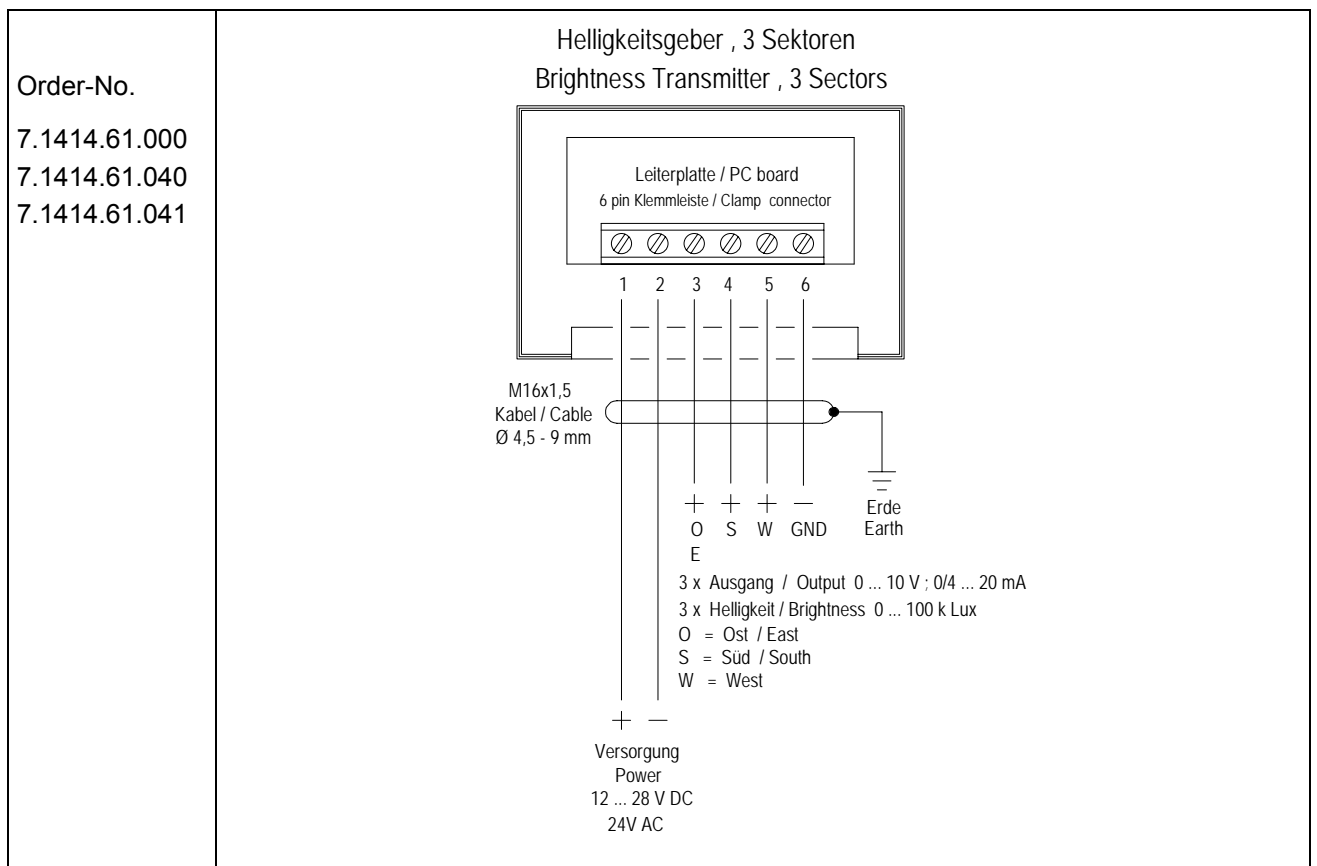 Order-No.
7.1414.61.000
7.1414.61.040
7.1414.61.041
Helligkeitsgeber , 3 Sektoren
Brightness Transmitter , 3 Sectors
Leiterplatte / PC board
6 pin Klemmleiste / Clamp connector
1 2 3 4 5 6
M16x1,5
Kabel / Cable
Ø 4,5 - 9 mm
+ + + —
O S W GND
E
Erde
Earth
3 x Ausgang / Output 0 ... 10 V ; 0/4 ... 20 mA
3 x Helligkeit / Brightness 0 ... 100 k Lux
O = Ost / East
S = Süd / South
W = West
+ —
Versorgung
Power
12 ... 28 V DC
24V AC